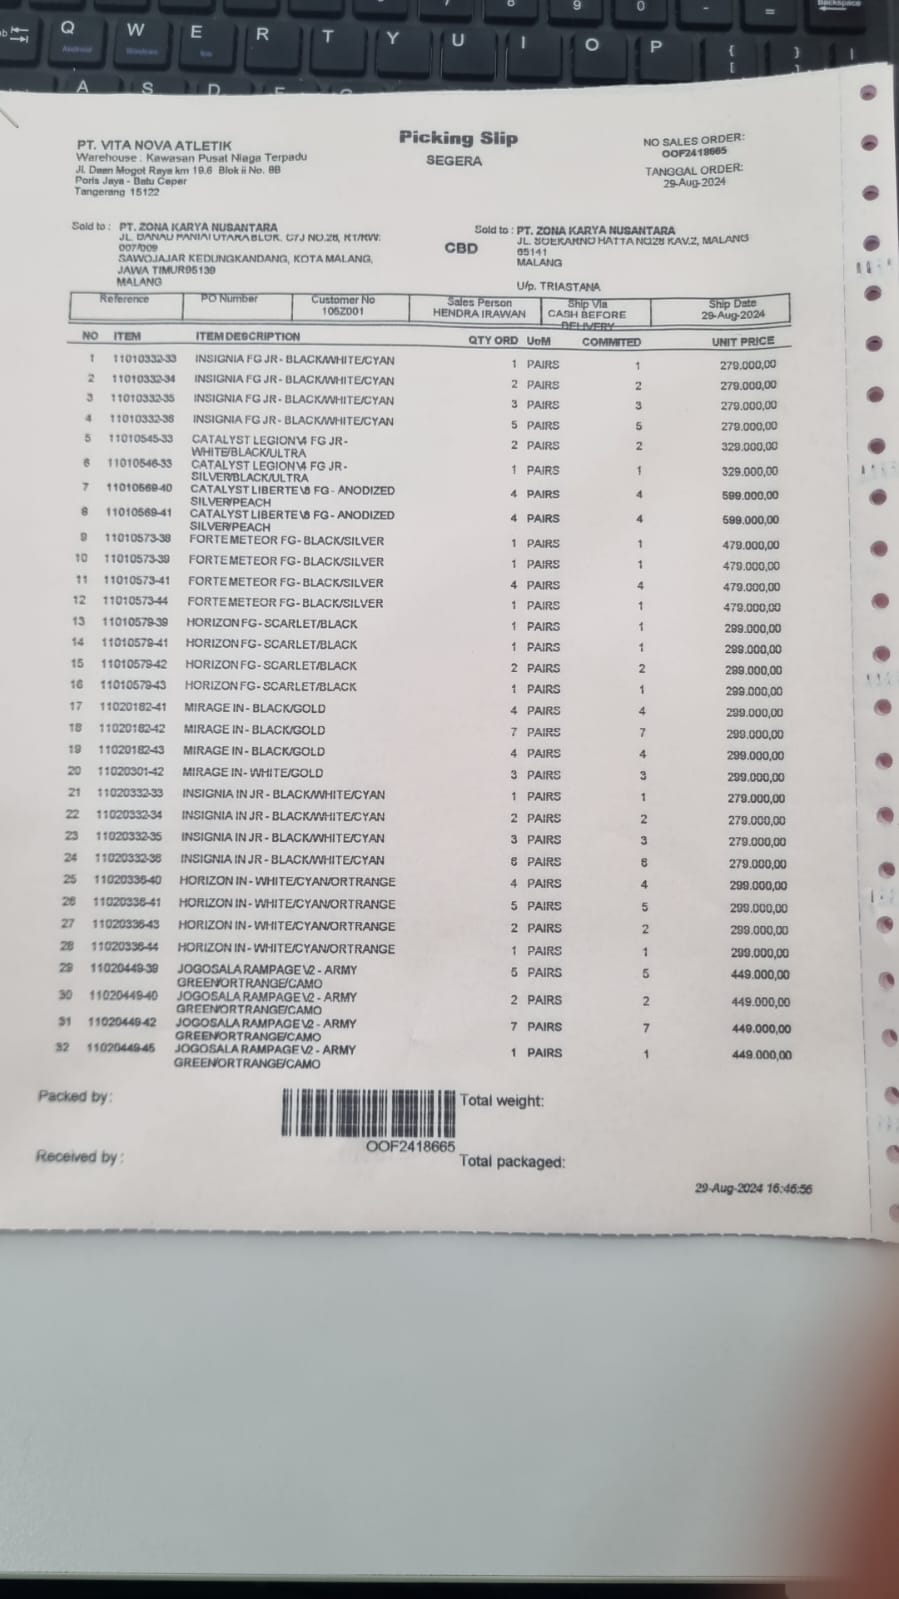 Q W E R T Y U I O P
A S D
Picking Slip
SEGERA
PT. VITA NOVA ATLETIK
Warehouse : Kawasan Pusat Niaga Terpadu
Jl. Daan Mogot Raya km 19.6 Blok ii No. 8B
Poris Jaya - Batu Ceper
Tangerang 15122
NO SALES ORDER:
OOF2418665
TANGGAL ORDER:
29-Aug-2024
Sold to : PT. ZONA KARYA NUSANTARA
JL. DANAU PANIAI UTARA BLOK. C7J NO.28, RT/RW:
007/009
SAWOJAJAR KEDUNGKANDANG, KOTA MALANG,
JAWA TIMUR65139
MALANG
CBD
Sold to : PT. ZONA KARYA NUSANTARA
JL. SOEKARNO HATTA NO28 KAV.2, MALANG
65141
MALANG
U/p. TRIASTANA
Reference PO Number Customer No Sales Person Ship Via Ship Date
105Z001 HENDRA IRAWAN CASH BEFORE DELIVERY 29-Aug-2024
NO ITEM ITEM DESCRIPTION QTY ORD UoM COMMITED UNIT PRICE
1 11010332-33 INSIGNIA FG JR - BLACK/WHITE/CYAN 1 PAIRS 1 279.000,00
2 11010332-34 INSIGNIA FG JR - BLACK/WHITE/CYAN 2 PAIRS 2 279.000,00
3 11010332-35 INSIGNIA FG JR - BLACK/WHITE/CYAN 3 PAIRS 3 279.000,00
4 11010332-36 INSIGNIA FG JR - BLACK/WHITE/CYAN 5 PAIRS 5 279.000,00
5 11010545-33 CATALYST LEGION V4 FG JR- 2 PAIRS 2 329.000,00
WHITE/BLACK/ULTRA
6 11010546-33 CATALYST LEGION V4 FG JR- 1 PAIRS 1 329.000,00
SILVER/BLACK/ULTRA
7 11010569-40 CATALYST LIBERTE V3 FG - ANODIZED 4 PAIRS 4 599.000,00
SILVER/PEACH
8 11010569-41 CATALYST LIBERTE V3 FG - ANODIZED 4 PAIRS 4 599.000,00
SILVER/PEACH
9 11010573-38 FORTE METEOR FG - BLACK/SILVER 1 PAIRS 1 479.000,00
10 11010573-39 FORTE METEOR FG - BLACK/SILVER 1 PAIRS 1 479.000,00
11 11010573-41 FORTE METEOR FG - BLACK/SILVER 4 PAIRS 4 479.000,00
12 11010573-44 FORTE METEOR FG - BLACK/SILVER 1 PAIRS 1 479.000,00
13 11010579-39 HORIZON FG - SCARLET/BLACK 1 PAIRS 1 299.000,00
14 11010579-41 HORIZON FG - SCARLET/BLACK 1 PAIRS 1 299.000,00
15 11010579-42 HORIZON FG - SCARLET/BLACK 2 PAIRS 2 299.000,00
16 11010579-43 HORIZON FG - SCARLET/BLACK 1 PAIRS 1 299.000,00
17 11020182-41 MIRAGE IN - BLACK/GOLD 4 PAIRS 4 299.000,00
18 11020182-42 MIRAGE IN - BLACK/GOLD 7 PAIRS 7 299.000,00
19 11020182-43 MIRAGE IN - BLACK/GOLD 4 PAIRS 4 299.000,00
20 11020301-42 MIRAGE IN - WHITE/GOLD 3 PAIRS 3 299.000,00
21 11020332-33 INSIGNIA IN JR - BLACK/WHITE/CYAN 1 PAIRS 1 279.000,00
22 11020332-34 INSIGNIA IN JR - BLACK/WHITE/CYAN 2 PAIRS 2 279.000,00
23 11020332-35 INSIGNIA IN JR - BLACK/WHITE/CYAN 3 PAIRS 3 279.000,00
24 11020332-36 INSIGNIA IN JR - BLACK/WHITE/CYAN 6 PAIRS 6 279.000,00
25 11020336-40 HORIZON IN - WHITE/CYAN/ORTRANGE 4 PAIRS 4 299.000,00
26 11020336-41 HORIZON IN - WHITE/CYAN/ORTRANGE 5 PAIRS 5 299.000,00
27 11020336-43 HORIZON IN - WHITE/CYAN/ORTRANGE 2 PAIRS 2 299.000,00
28 11020336-44 HORIZON IN - WHITE/CYAN/ORTRANGE 1 PAIRS 1 299.000,00
29 11020449-39 JOGOSALA RAMPAGE V2 - ARMY 5 PAIRS 5 449.000,00
GREEN/ORTRANGE/CAMO
30 11020449-40 JOGOSALA RAMPAGE V2 - ARMY 2 PAIRS 2 449.000,00
GREEN/ORTRANGE/CAMO
31 11020449-42 JOGOSALA RAMPAGE V2 - ARMY 7 PAIRS 7 449.000,00
GREEN/ORTRANGE/CAMO
32 11020449-45 JOGOSALA RAMPAGE V2 - ARMY 1 PAIRS 1 449.000,00
GREEN/ORTRANGE/CAMO
Packed by:
Total weight:
OOF2418665
Received by :
Total packaged:
29-Aug-2024 16:46:56